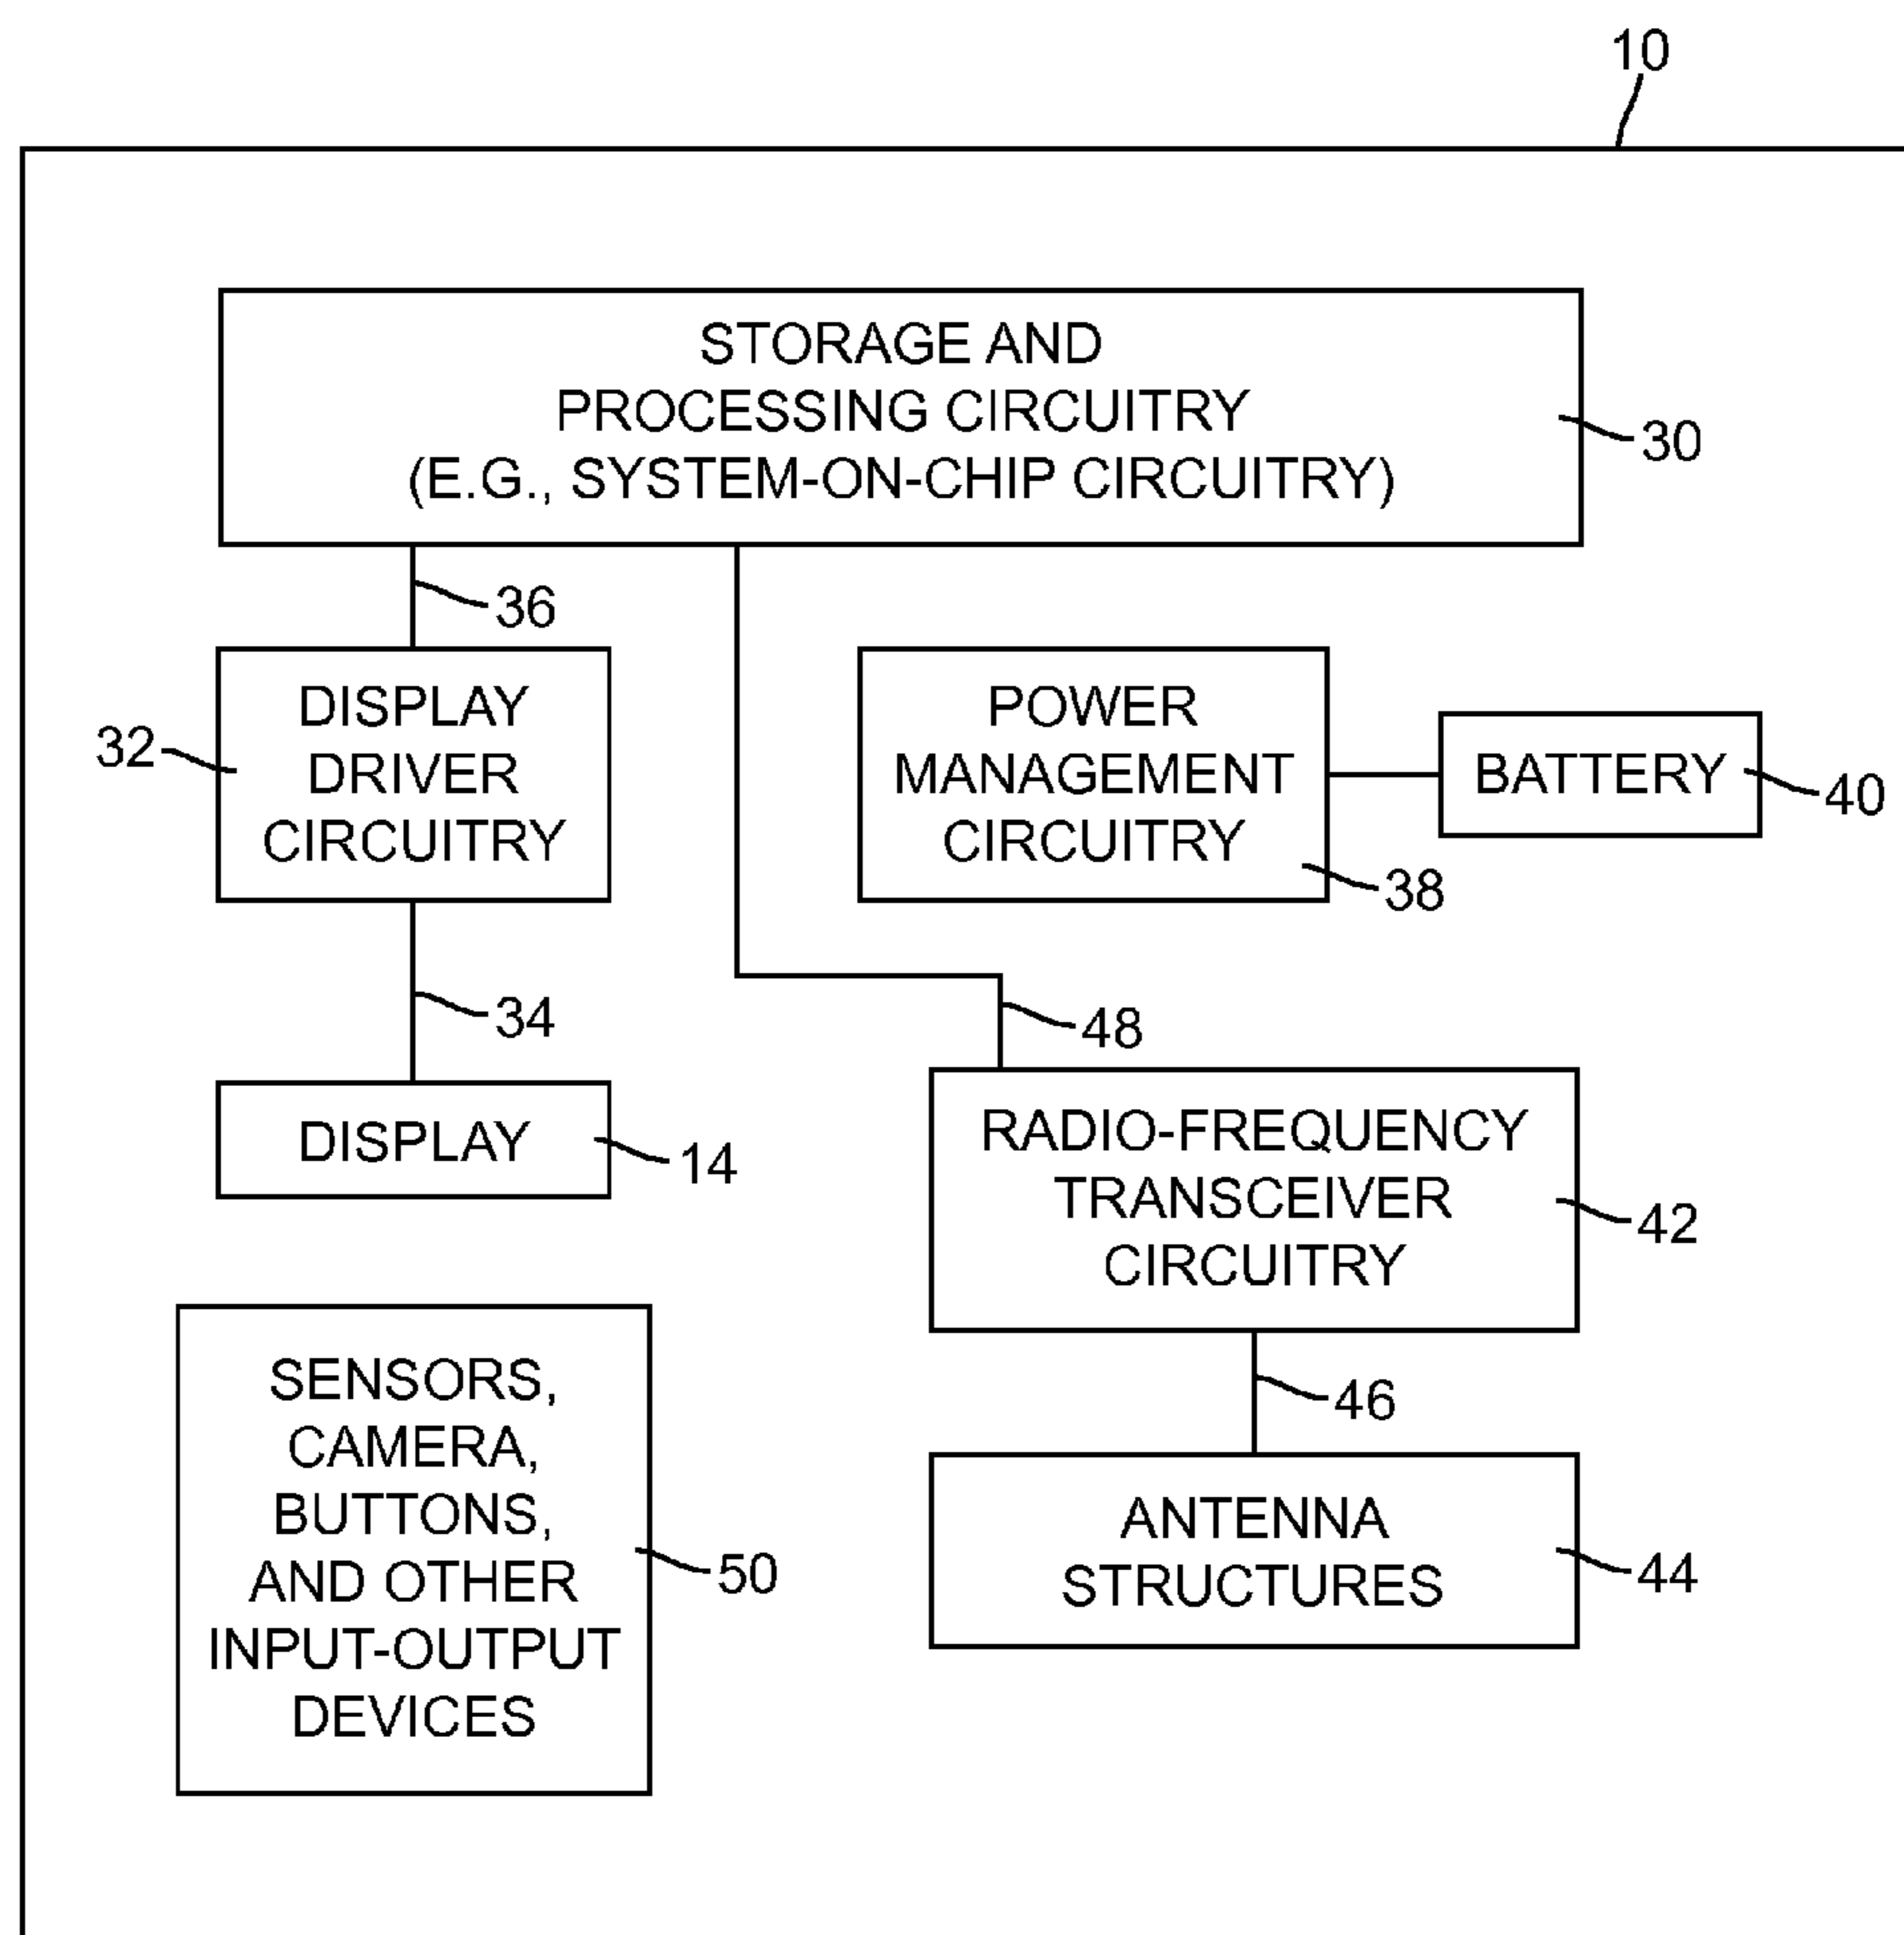 10
STORAGE AND
PROCESSING CIRCUITRY
(E.G., SYSTEM-ON-CHIP CIRCUITRY)
30
36
DISPLAY
DRIVER
CIRCUITRY
32
POWER
MANAGEMENT
CIRCUITRY
38
BATTERY
40
34
48
DISPLAY
14
RADIO-FREQUENCY
TRANSCEIVER
CIRCUITRY
42
46
SENSORS,
CAMERA,
BUTTONS,
AND OTHER
INPUT-OUTPUT
DEVICES
50
ANTENNA
STRUCTURES
44